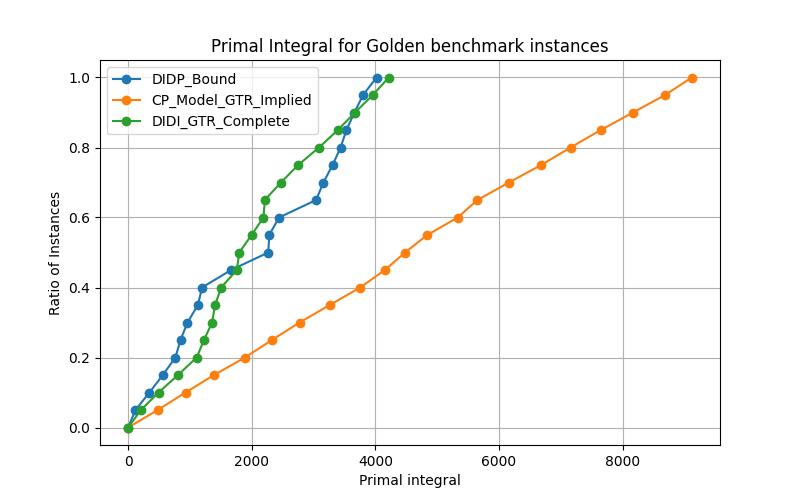 Primal Integral for Golden benchmark instances
DIDP_Bound
CP_Model_GTR_Implied
DIDI_GTR_Complete
1.0
0.8
0.6
0.4
0.2
0.0
Ratio of Instances
0
2000
4000
6000
8000
Primal integral